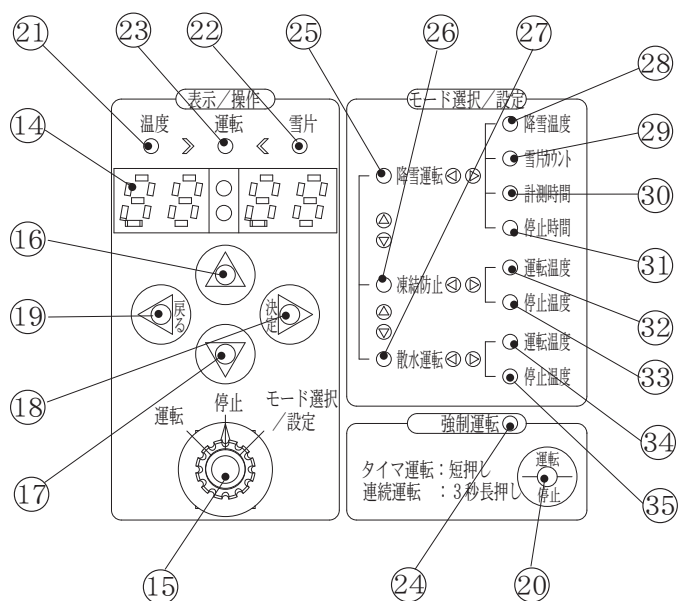 21 23 22 25 26 27 28
表示/操作
モード選択/設定
14 温度 運転 雪片
降雪温度
29
雪片カウント
降雪運転
計測時間 30
停止時間
31
16
運転温度
凍結防止
停止温度
32
19 戻る 決定
33
運転温度
散水運転
停止温度
18
34
17
運転 停止 モード選択
/設定
強制運転
タイマ運転：短押し
連続運転 ：3秒長押し
運転
停止
35
15 24 20